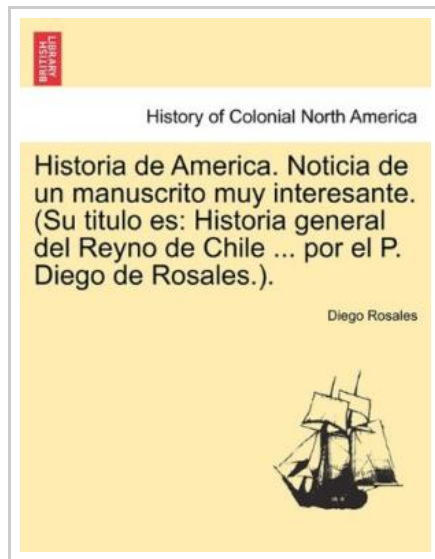 BRITISH
LIBRARY
History of Colonial North America
Historia de America. Noticia de
un manuscrito muy interesante.
(Su titulo es: Historia general
del Reyno de Chile ... por el P.
Diego de Rosales.).
Diego Rosales